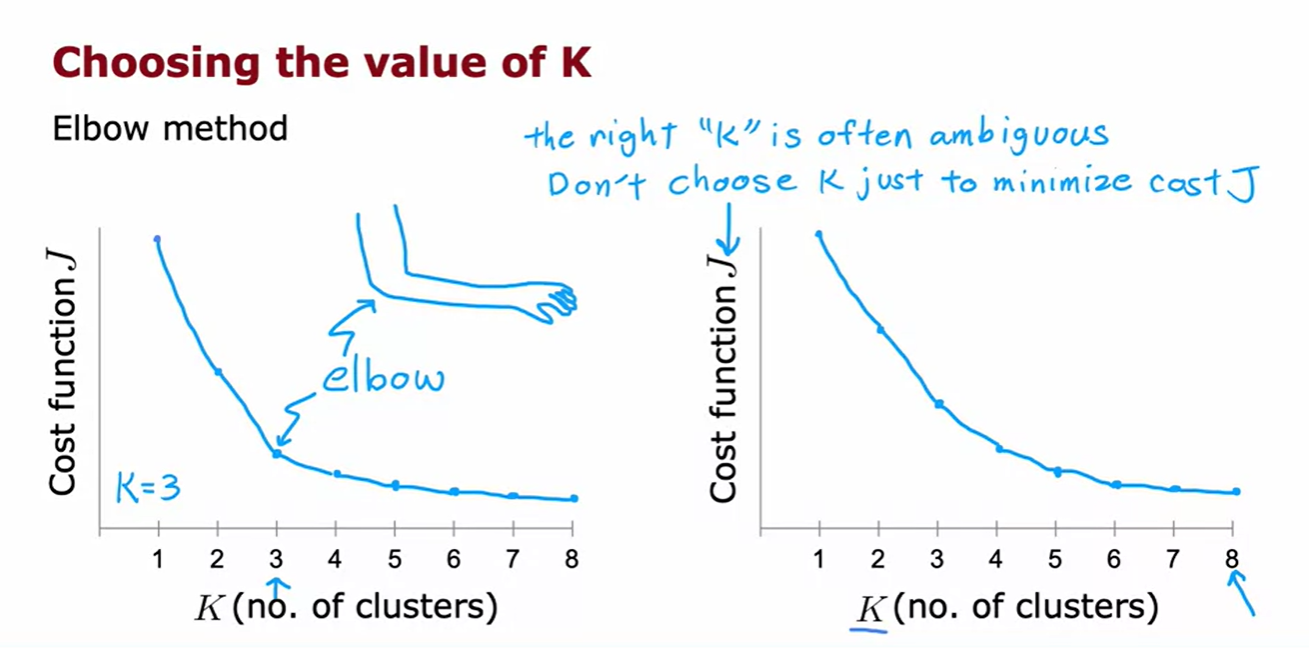 Choosing the value of K
Elbow method
the right "K" is often ambiguous
Don't choose K just to minimize cost J
Cost function J
elbow
K=3
1 2 3 4 5 6 7 8
K (no. of clusters)
Cost function J
1 2 3 4 5 6 7 8
K (no. of clusters)